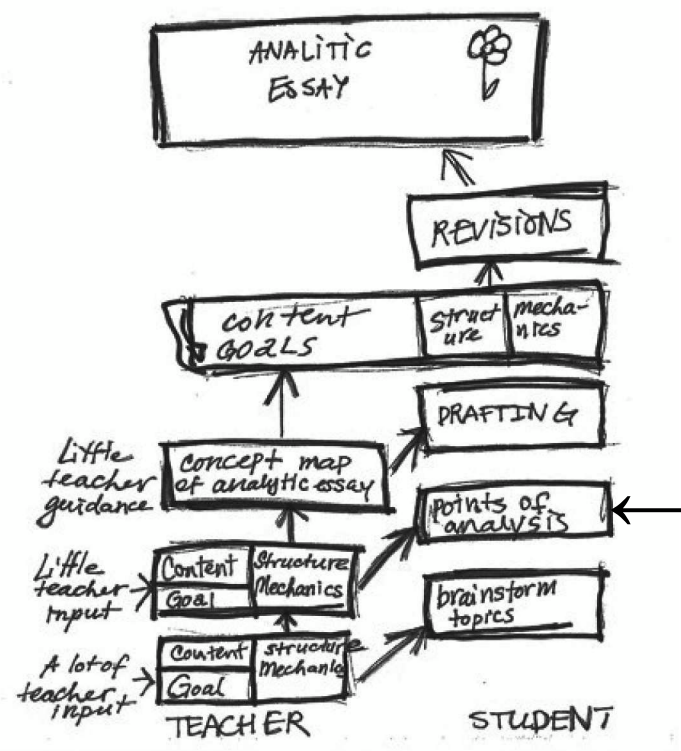 ANALITIC
ESSAY
REVISIONS
content
GOALS
Struct
ure
mecha-
nics
DRAFTING
Little
teacher
guidance
concept map
of analytic essay
points of
analysis
Little
teacher
input
Content
Goal
Structure
Mechanics
brainstorm
topics
A lot of
teacher
input
Content
Goal
structure
Mechanics
TEACHER
STUDENT